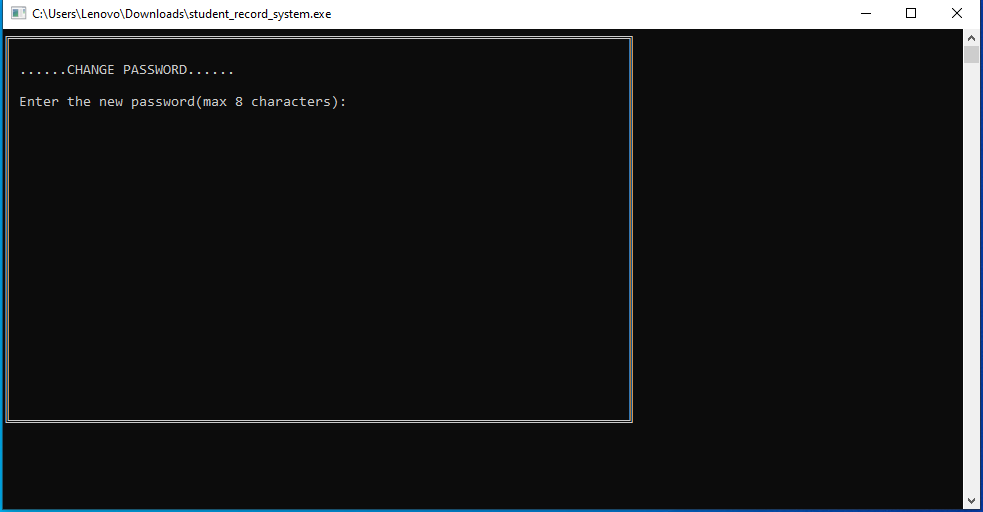 C:\Users\Lenovo\Downloads\student_record_system.exe
......CHANGE PASSWORD......
Enter the new password(max 8 characters):